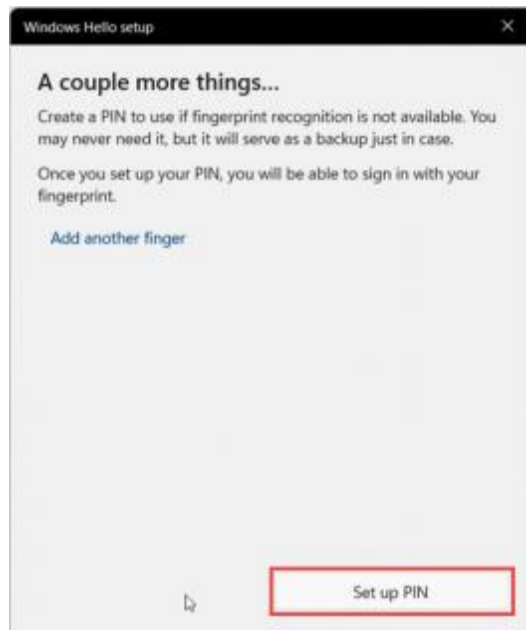 Windows Hello setup
A couple more things...
Create a PIN to use if fingerprint recognition is not available. You
may never need it, but it will serve as a backup just in case.
Once you set up your PIN, you will be able to sign in with your
fingerprint.
Add another finger
Set up PIN